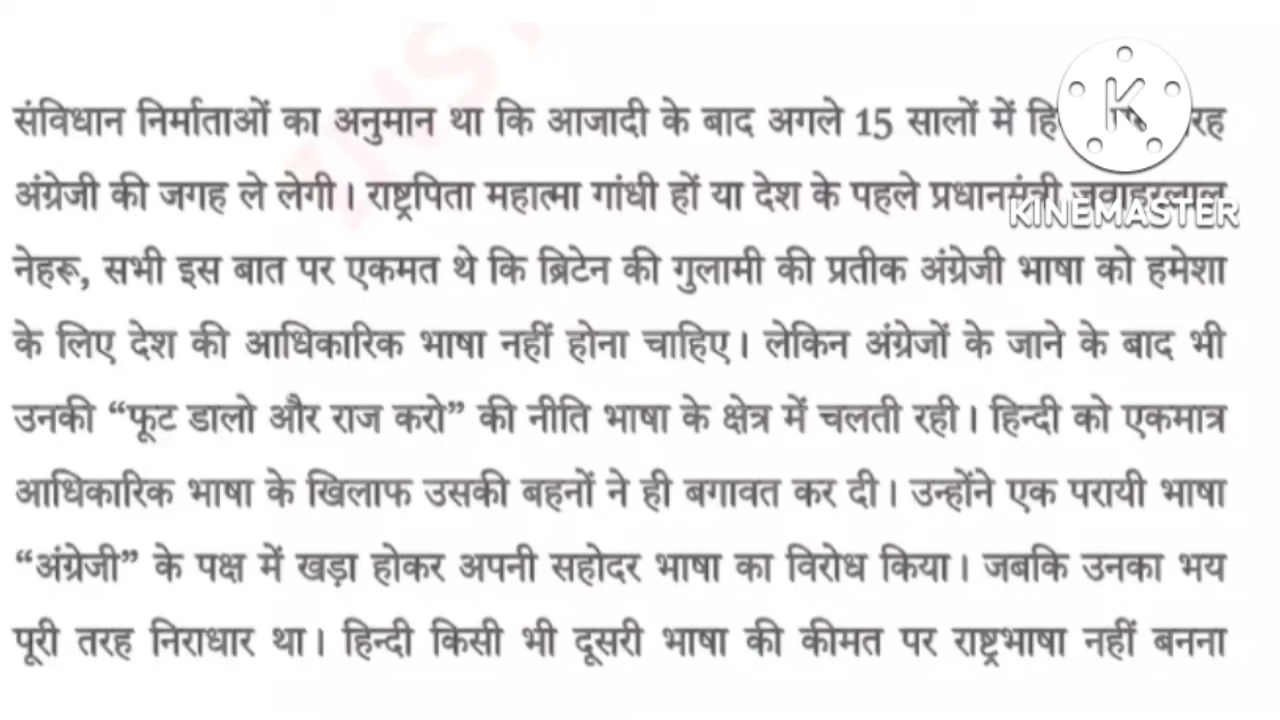 संविधान निर्माताओं का अनुमान था कि आजादी के बाद अगले 15 सालों में
अंग्रेजी की जगह ले लेगी। राष्ट्रपिता महात्मा गांधी हों या देश के पहले प्रधानमंत्री जवाहरलाल
KINEMASTER
नेहरू, सभी इस बात पर एकमत थे कि ब्रिटेन की गुलामी की प्रतीक अंग्रेजी भाषा को हमेशा
के लिए देश की आधिकारिक भाषा नहीं होना चाहिए। लेकिन अंग्रेजों के जाने के बाद भी
उनकी “फूट डालो और राज करो” की नीति भाषा के क्षेत्र में चलती रही। हिन्दी को एकमात्र
आधिकारिक भाषा के खिलाफ उसकी बहनों ने ही बगावत कर दी। उन्होंने एक परायी भाषा
“अंग्रेजी” के पक्ष में खड़ा होकर अपनी सहोदर भाषा का विरोध किया। जबकि उनका भय
पूरी तरह निराधार था। हिन्दी किसी भी दूसरी भाषा की कीमत पर राष्ट्रभाषा नहीं बनना